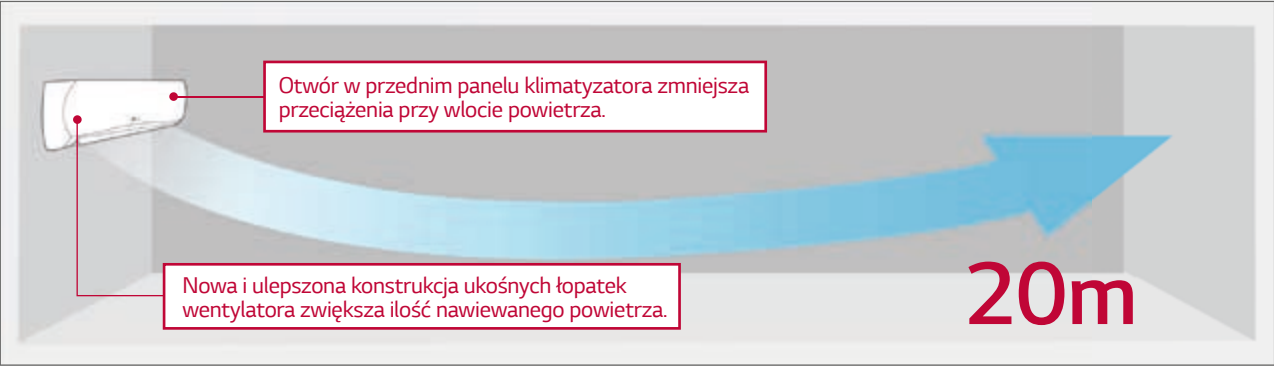 Otwór w przednim panelu klimatyzatora zmniejsza
przeciążenia przy wlocie powietrza.
Nowa i ulepszona konstrukcja ukośnych łopatek
wentylatora zwiększa ilość nawiewanego powietrza.
20m